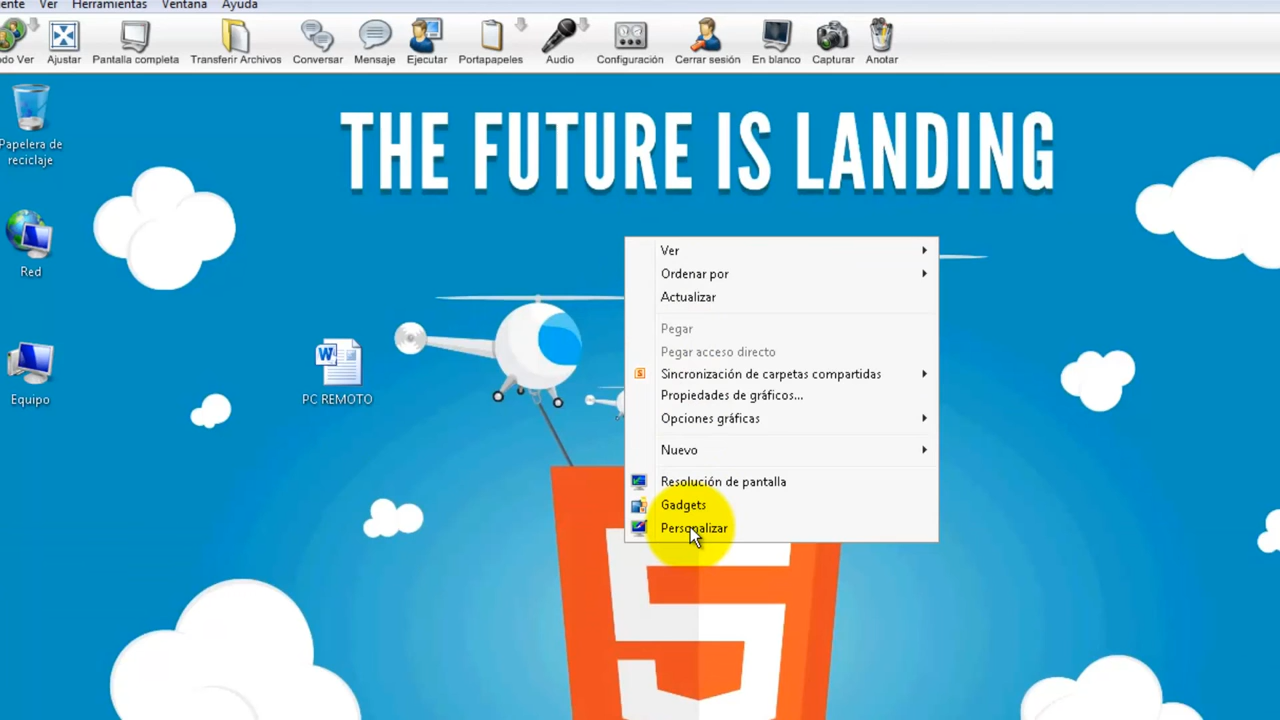 Ver Herramientas Ventana Ayuda
Ver Ajustar Pantalla completa Transferir Archivos Conversar Mensaje Ejecutar Portapapeles Audio Configuración Cerrar sesión En blanco Capturar Anotar
THE FUTURE IS LANDING
Papelera de
reciclaje
Red
Equipo
PC REMOTO
Ver
Ordenar por
Actualizar
Pegar
Pegar acceso directo
Sincronización de carpetas compartidas
Propiedades de gráficos...
Opciones gráficas
Nuevo
Resolución de pantalla
Gadgets
Personalizar